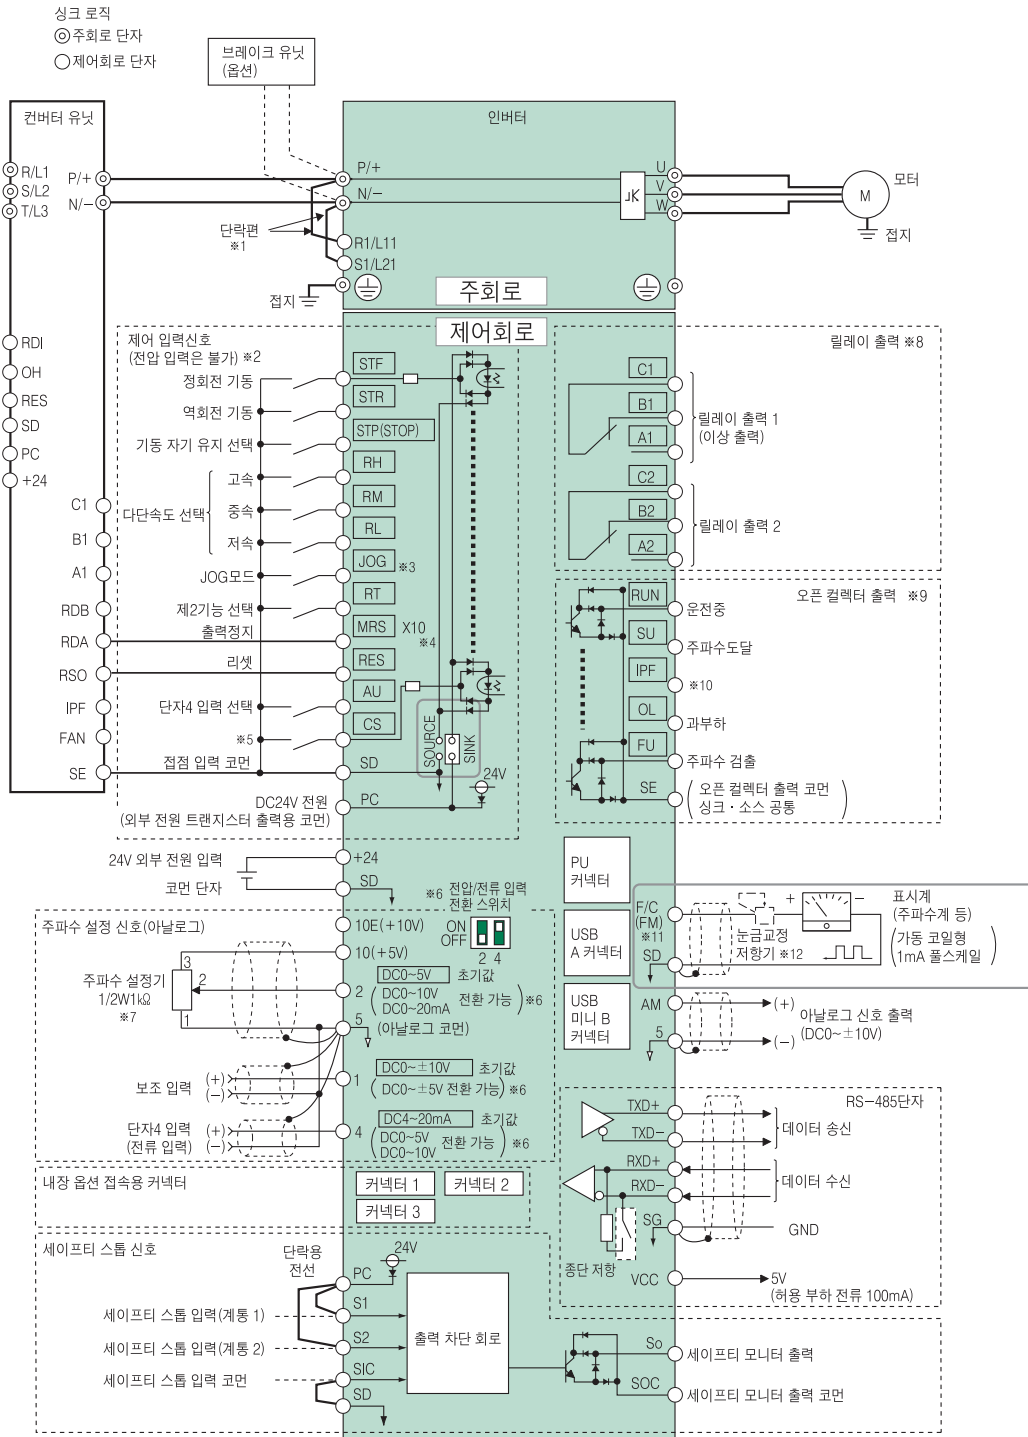 싱크 로직
주회로 단자
제어회로 단자
브레이크 유닛
(옵션)
컨버터 유닛
R/L1
S/L2
T/L3
P/+
N/−
인버터
P/+
N/−
U
V
W
M
모터
접지
단락편
※1
R1/L11
S1/L21
접지
주회로
제어회로
RDI
OH
RES
SD
PC
+24
C1
B1
A1
RDB
RDA
RSO
IPF
FAN
SE
제어 입력신호
(전압 입력은 불가) ※2
정회전 기동
STF
역회전 기동
STR
기동 자기 유지 선택
STP(STOP)
다단속도 선택
고속
RH
중속
RM
저속
RL
JOG모드
JOG ※3
제2기능 선택
RT
출력정지
MRS X10
※4
리셋
RES
단자4 입력 선택
AU
※5
CS
접점 입력 코먼
SD
SOURCE
SINK
24V
DC24V 전원
(외부 전원 트랜지스터 출력용 코먼)
PC
릴레이 출력 ※8
C1
B1
A1
릴레이 출력 1
(이상 출력)
C2
B2
A2
릴레이 출력 2
오픈 컬렉터 출력 ※9
RUN
운전중
SU
주파수도달
IPF
※10
OL
과부하
FU
주파수 검출
SE
(오픈 컬렉터 출력 코먼
싱크・소스 공통)
24V 외부 전원 입력
+24
코먼 단자
SD
※6 전압/전류 입력
전환 스위치
ON
OFF
2 4
주파수 설정 신호(아날로그)
10E(+10V)
10(+5V)
주파수 설정기
1/2W1kΩ
※7
3
2
1
2
DC0~5V 초기값
(DC0~10V
DC0~20mA 전환 가능) ※6
5
(아날로그 코먼)
보조 입력
(+)
(−)
1
DC0~±10V 초기값
(DC0~±5V 전환 가능) ※6
단자4 입력
(전류 입력)
(+)
(−)
4
DC4~20mA 초기값
(DC0~5V
DC0~10V 전환 가능) ※6
내장 옵션 접속용 커넥터
커넥터 1
커넥터 2
커넥터 3
PU
커넥터
USB
A 커넥터
USB
미니 B
커넥터
F/C
(FM)
※11
SD
눈금교정
저항기 ※12
+
−
표시계
(주파수계 등)
(가동 코일형
1mA 풀스케일)
AM
5
(+)
(−)
아날로그 신호 출력
(DC0~±10V)
RS−485단자
TXD+
TXD−
데이터 송신
RXD+
RXD−
데이터 수신
SG
GND
종단 저항
VCC
5V
(허용 부하 전류 100mA)
세이프티 스톱 신호
단락용
전선
24V
PC
세이프티 스톱 입력(계통 1)
S1
세이프티 스톱 입력(계통 2)
S2
세이프티 스톱 입력 코먼
SIC
SD
출력 차단 회로
So
세이프티 모니터 출력
SOC
세이프티 모니터 출력 코먼